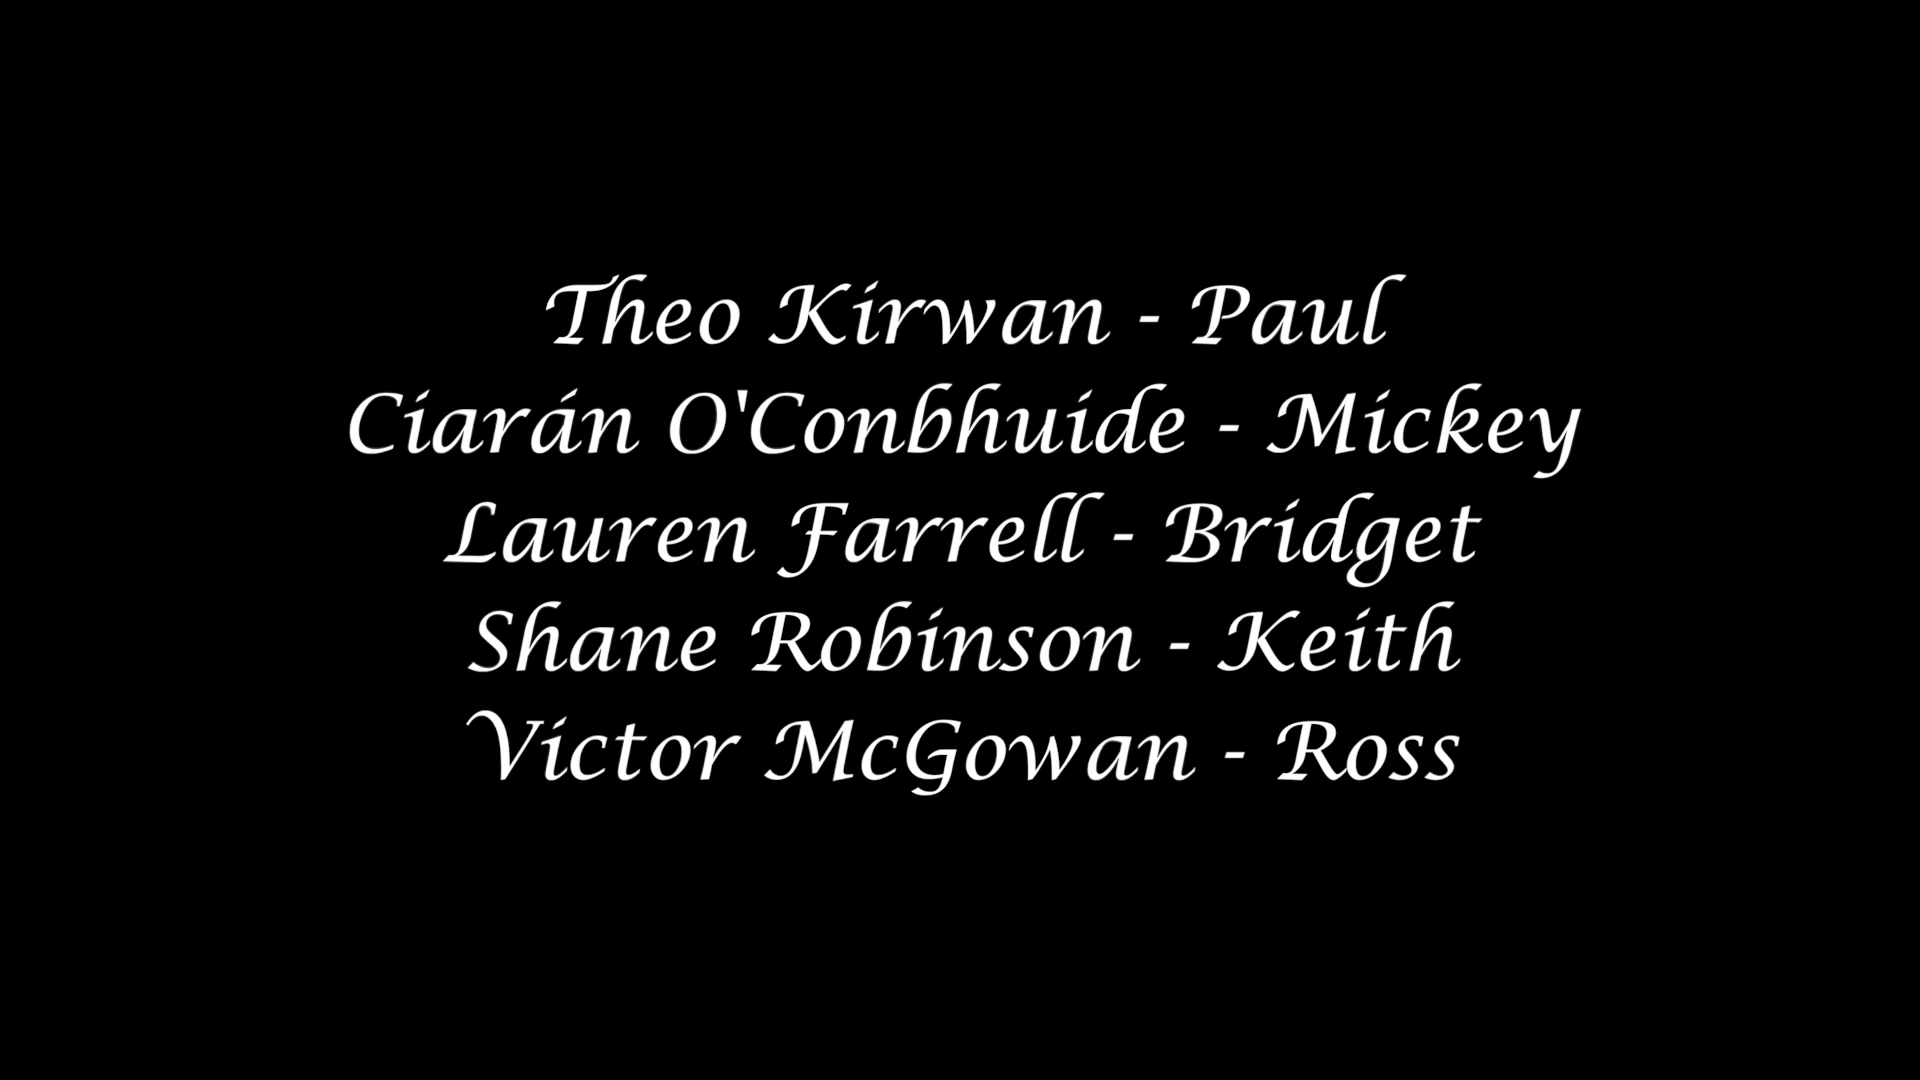 Theo Kirwan - Paul
Ciarán O'Conbhuide - Mickey
Lauren Farrell - Bridget
Shane Robinson - Keith
Victor McGowan - Ross